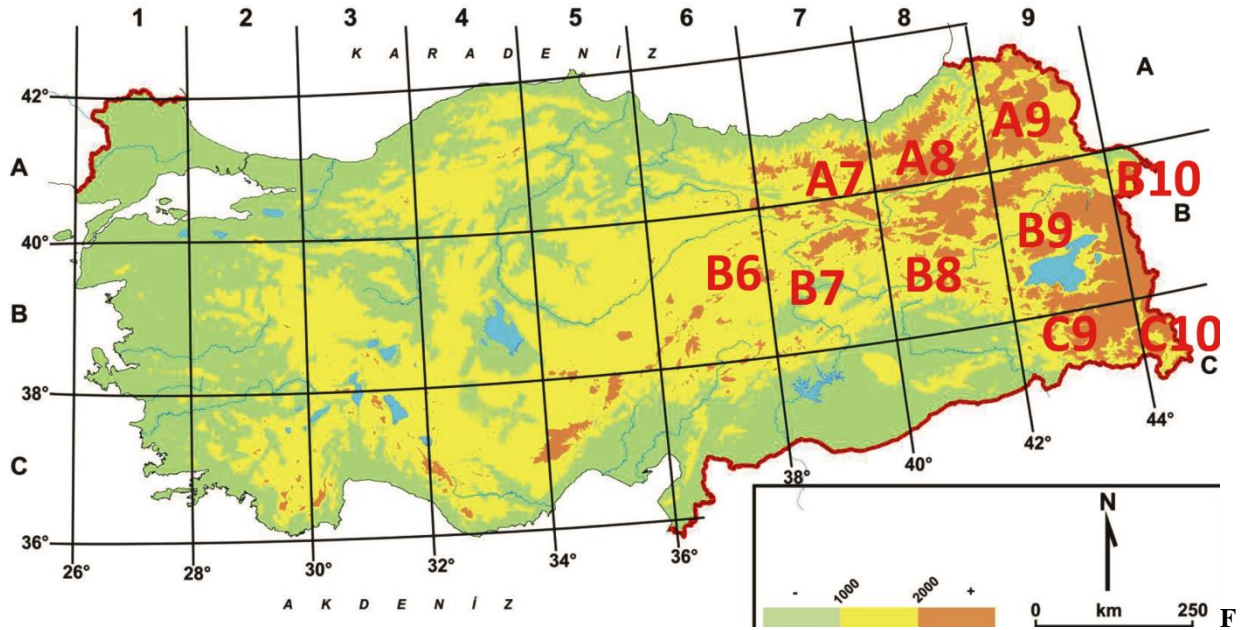 1 2 3 4 5 6 7 8 9
K A R A D E N İ Z
A
42°
A9
A
A8
A7
B10
B
40°
B9
B6
B7
B8
B
C9
C10
C
38°
44°
42°
40°
C
38°
N
36°
36°
34°
32°
26°
28°
30°
- 1000 2000 +
A K D E N İ Z
0 km 250
F